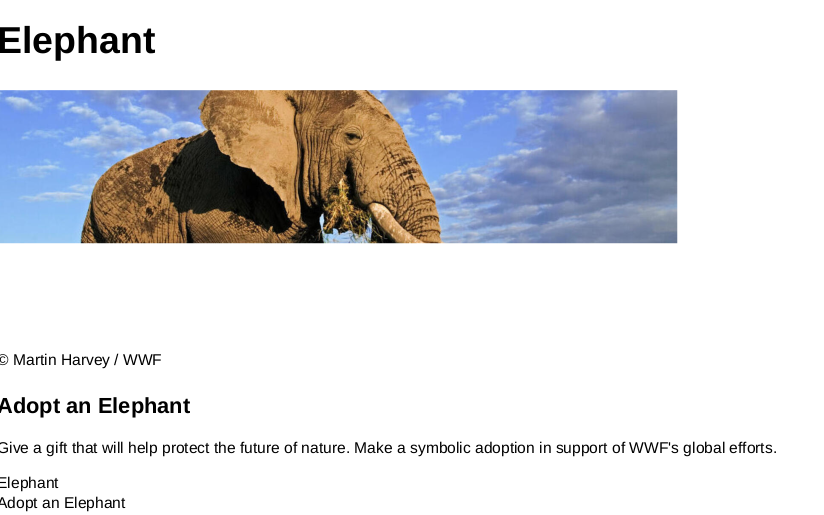 Elephant
© Martin Harvey / WWF
Adopt an Elephant
Give a gift that will help protect the future of nature. Make a symbolic adoption in support of WWF's global efforts.
Elephant
Adopt an Elephant